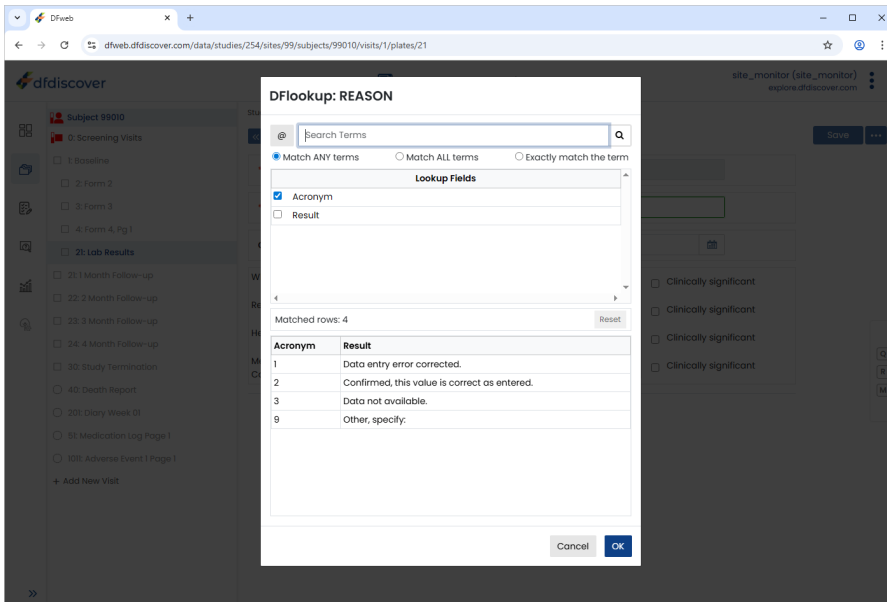 DFweb
dfweb.dfdiscover.com/data/studies/254/sites/99/subjects/99010/visits/1/plates/21
dfdiscover
site_monitor (site_monitor)
explore.dfdiscover.com
Subject 99010
0: Screening Visits
1: Baseline
2: Form 2
3: Form 3
4: Form 4, Pg 1
21: Lab Results
21: 1 Month Follow-up
22: 2 Month Follow-up
23: 3 Month Follow-up
24: 4 Month Follow-up
30: Study Termination
40: Death Report
201: Diary Week 01
51: Medication Log Page 1
1011: Adverse Event 1 Page 1
+ Add New Visit
Save
DFlookup: REASON
@ Search Terms
Match ANY terms Match ALL terms Exactly match the term
Lookup Fields
Acronym
Result
Matched rows: 4 Reset
Acronym Result
1 Data entry error corrected.
2 Confirmed, this value is correct as entered.
3 Data not available.
9 Other, specify:
Cancel OK
Clinically significant
Clinically significant
Clinically significant
Clinically significant